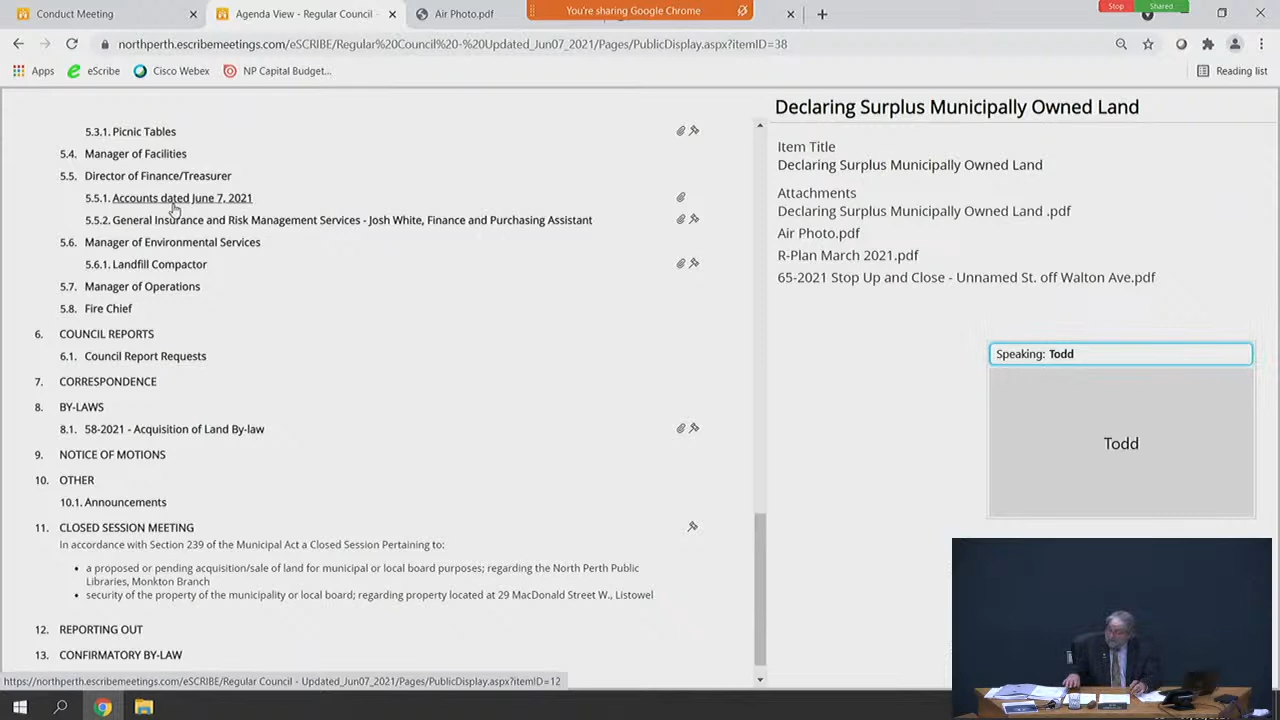 Conduct Meeting
Agenda View - Regular Council -
Air Photo.pdf
You're sharing Google Chrome
Stop
Shared
northperth.escribemeetings.com/eSCRIBE/Regular%20Council%20-%20Updated_Jun07_2021/Pages/PublicDisplay.aspx?itemID=38
Apps
eScribe
Cisco Webex
NP Capital Budget...
Reading list
5.3.1. Picnic Tables
5.4. Manager of Facilities
5.5. Director of Finance/Treasurer
5.5.1. Accounts dated June 7, 2021
5.5.2. General Insurance and Risk Management Services - Josh White, Finance and Purchasing Assistant
5.6. Manager of Environmental Services
5.6.1. Landfill Compactor
5.7. Manager of Operations
5.8. Fire Chief
6. COUNCIL REPORTS
6.1. Council Report Requests
7. CORRESPONDENCE
8. BY-LAWS
8.1. 58-2021 - Acquisition of Land By-law
9. NOTICE OF MOTIONS
10. OTHER
10.1. Announcements
11. CLOSED SESSION MEETING
In accordance with Section 239 of the Municipal Act a Closed Session Pertaining to:
• a proposed or pending acquisition/sale of land for municipal or local board purposes; regarding the North Perth Public
Libraries, Monkton Branch
• security of the property of the municipality or local board; regarding property located at 29 MacDonald Street W., Listowel
12. REPORTING OUT
13. CONFIRMATORY BY-LAW
https://northperth.escribemeetings.com/eSCRIBE/Regular Council - Updated_Jun07_2021/Pages/PublicDisplay.aspx?itemID=12
Declaring Surplus Municipally Owned Land
Item Title
Declaring Surplus Municipally Owned Land
Attachments
Declaring Surplus Municipally Owned Land .pdf
Air Photo.pdf
R-Plan March 2021.pdf
65-2021 Stop Up and Close - Unnamed St. off Walton Ave.pdf
Speaking: Todd
Todd